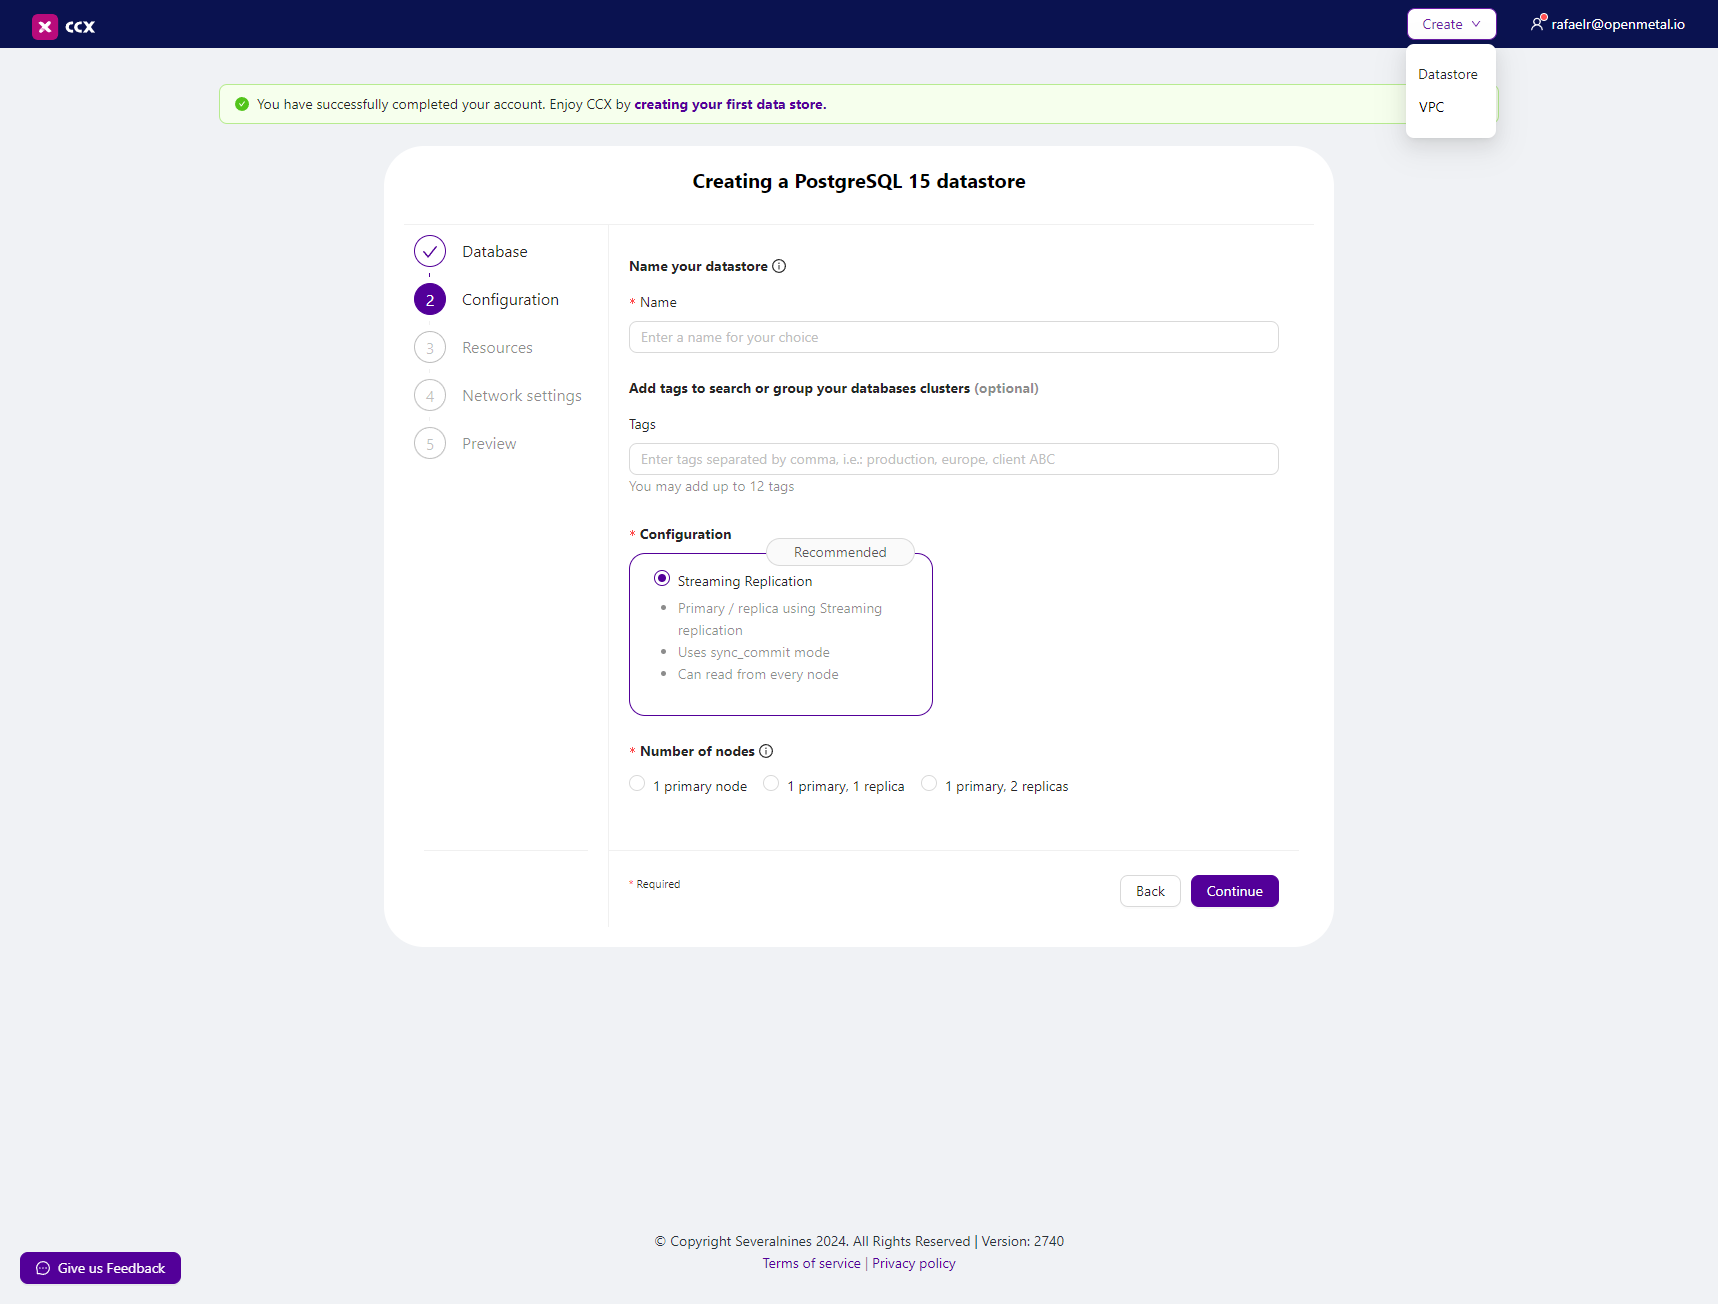 CCX
Create
rafaelr@openmetal.io
Datastore
VPC
You have successfully completed your account. Enjoy CCX by creating your first data store.
Creating a PostgreSQL 15 datastore
Database
2 Configuration
3 Resources
4 Network settings
5 Preview
Name your datastore
* Name
Enter a name for your choice
Add tags to search or group your databases clusters (optional)
Tags
Enter tags separated by comma, i.e.: production, europe, client ABC
You may add up to 12 tags
* Configuration
Recommended
Streaming Replication
• Primary / replica using Streaming
replication
• Uses sync_commit mode
• Can read from every node
* Number of nodes
1 primary node
1 primary, 1 replica
1 primary, 2 replicas
* Required
Back
Continue
© Copyright Severalnines 2024. All Rights Reserved | Version: 2740
Terms of service | Privacy policy
Give us Feedback